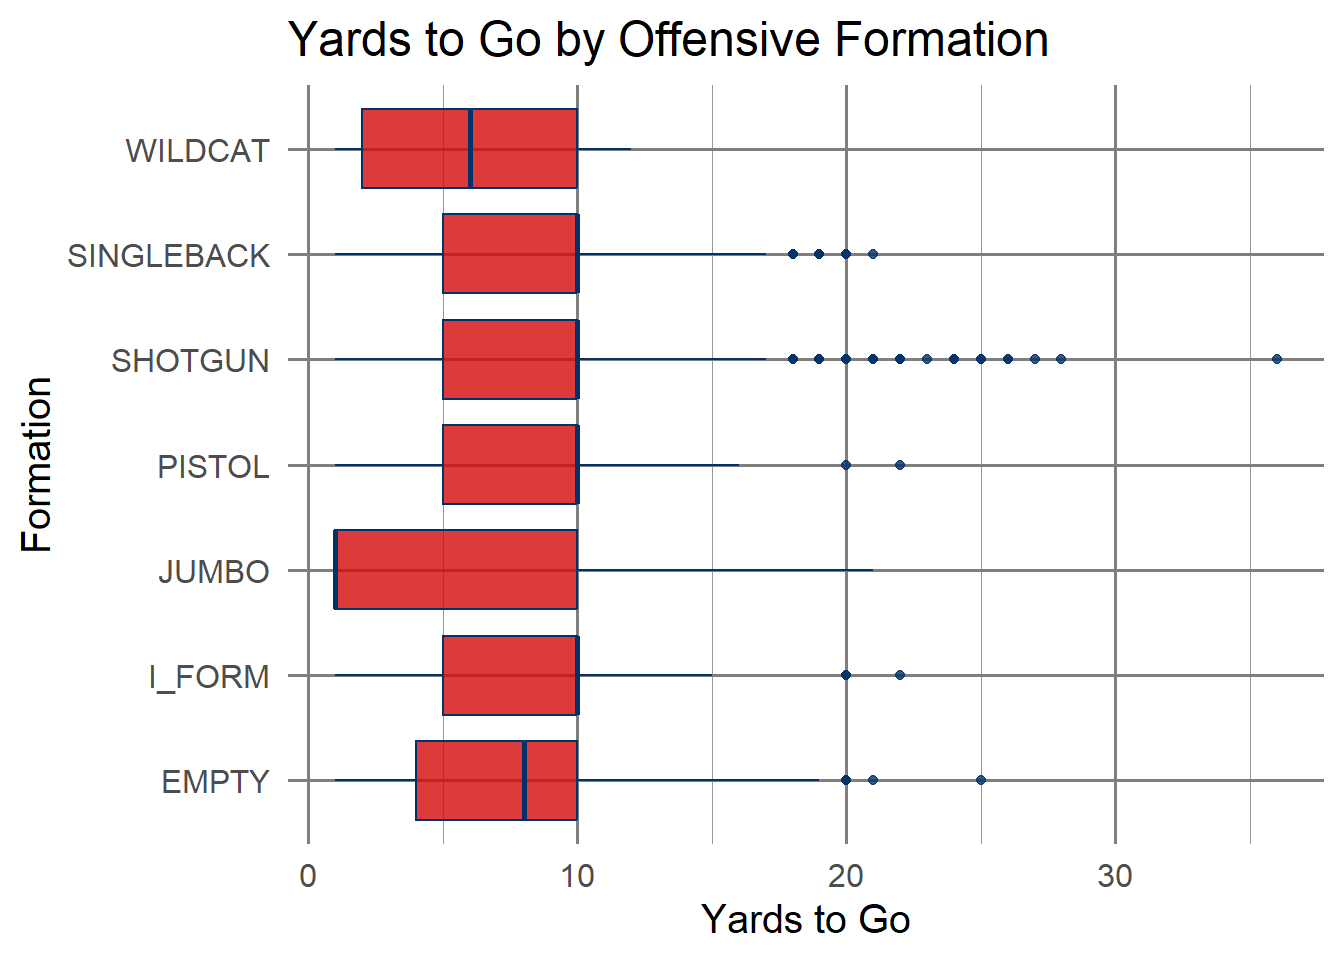 Yards to Go by Offensive Formation
WILDCAT
SINGLEBACK
SHOTGUN
PISTOL
JUMBO
I_FORM
EMPTY
Formation
0 10 20 30
Yards to Go